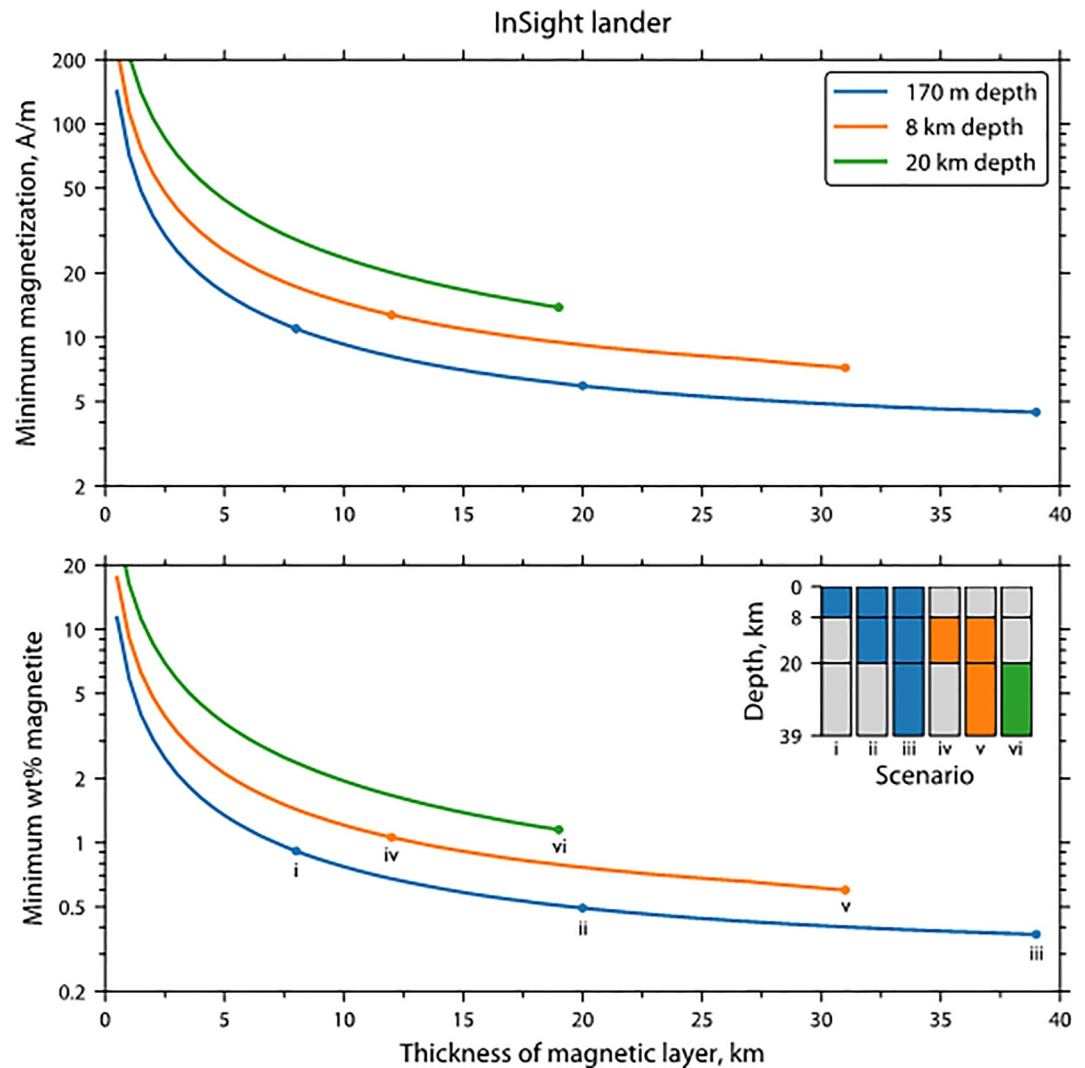 InSight lander
Minimum magnetization, A/m
200
100
50
20
10
5
2
170 m depth
8 km depth
20 km depth
0 5 10 15 20 25 30 35 40
Minimum wt% magnetite
20
10
5
2
1
0.5
0.2
i
ii
iii
iv
v
vi
Depth, km
0
8
20
39
i ii iii iv v vi
Scenario
0 5 10 15 20 25 30 35 40
Thickness of magnetic layer, km